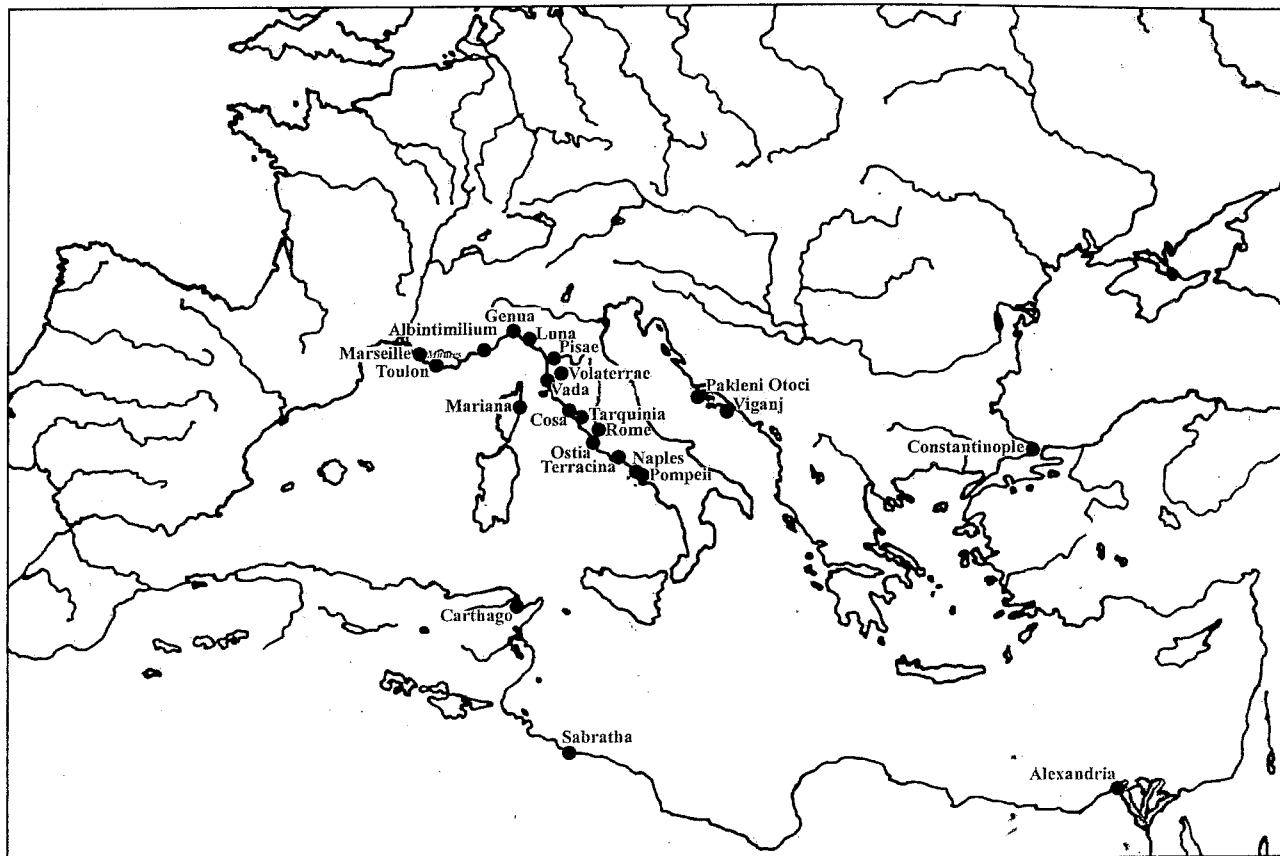 Genua
Albintimilium
Luna
Marseille
Pisae
Toulon
Volaterrae
Vada
Pakleni Otoci
Viganj
Mariana
Cosa
Tarquinia
Rome
Constantinople
Ostia
Naples
Terracina
Pompeii
Carthago
Sabratha
Alexandria